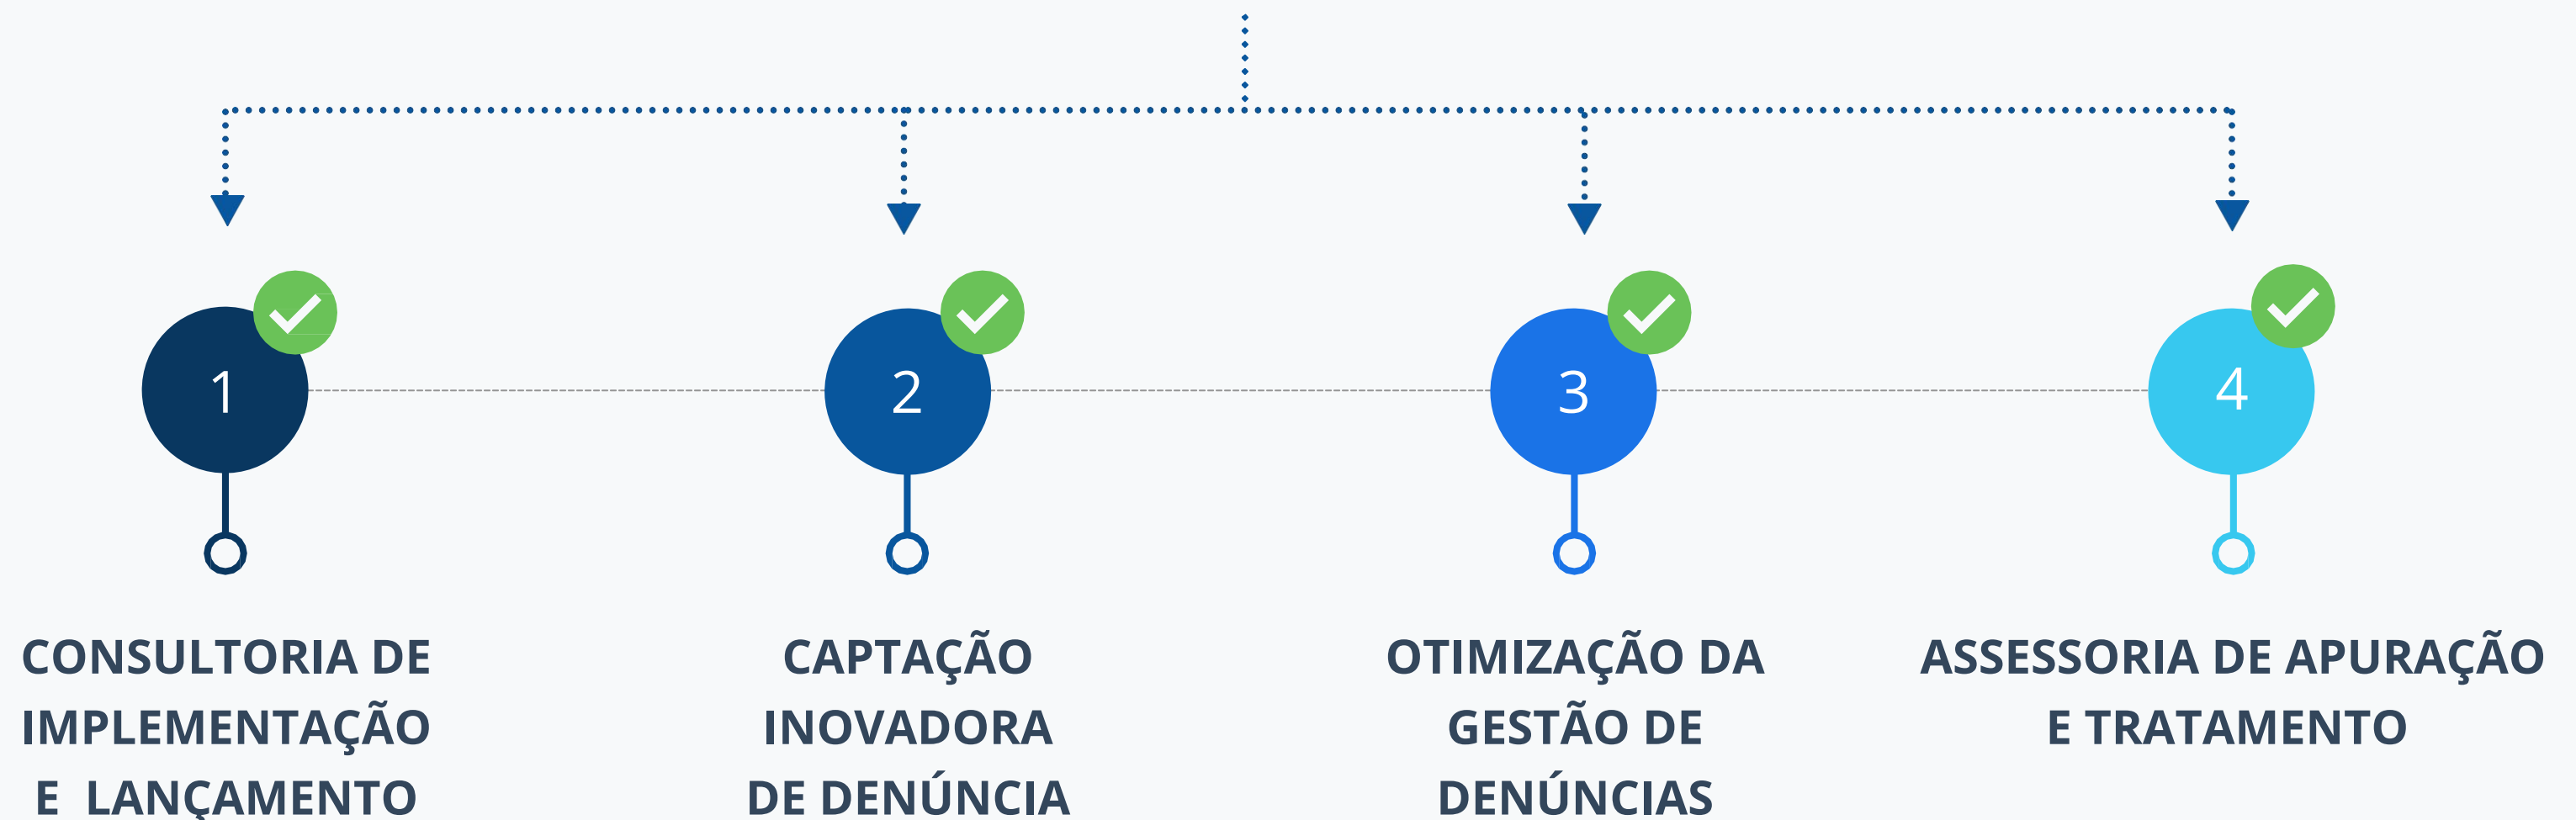 1
2
3
4
CONSULTORIA DE
IMPLEMENTAÇÃO
E LANÇAMENTO
CAPTAÇÃO
INOVADORA
DE DENÚNCIA
OTIMIZAÇÃO DA
GESTÃO DE
DENÚNCIAS
ASSESSORIA DE APURAÇÃO
E TRATAMENTO